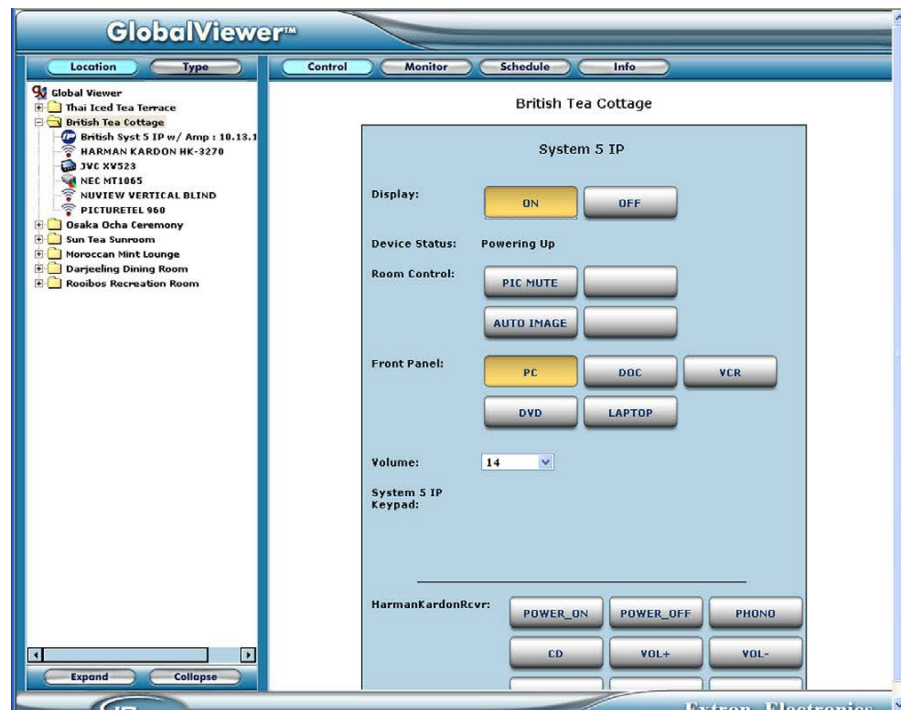 GlobalViewer™
Location Type
Control Monitor Schedule Info
Global Viewer
Thai Iced Tea Terrace
British Tea Cottage
British Syst 5 IP w/ Amp : 10.13.1
HARMAN KARDON HK-3270
JVC XV523
NEC MT1065
NUVIEW VERTICAL BLIND
PICTURETEL 960
Osaka Ocha Ceremony
Sun Tea Sunroom
Moroccan Mint Lounge
Darjeeling Dining Room
Rooibos Recreation Room
Expand Collapse
British Tea Cottage
System 5 IP
Display: ON OFF
Device Status: Powering Up
Room Control: PIC MUTE
AUTO IMAGE
Front Panel: PC DOC VCR
DVD LAPTOP
Volume: 14
System 5 IP
Keypad:
HarmanKardonRcvr: POWER_ON POWER_OFF PHONO
CD VOL+ VOL-
Extron Electronics